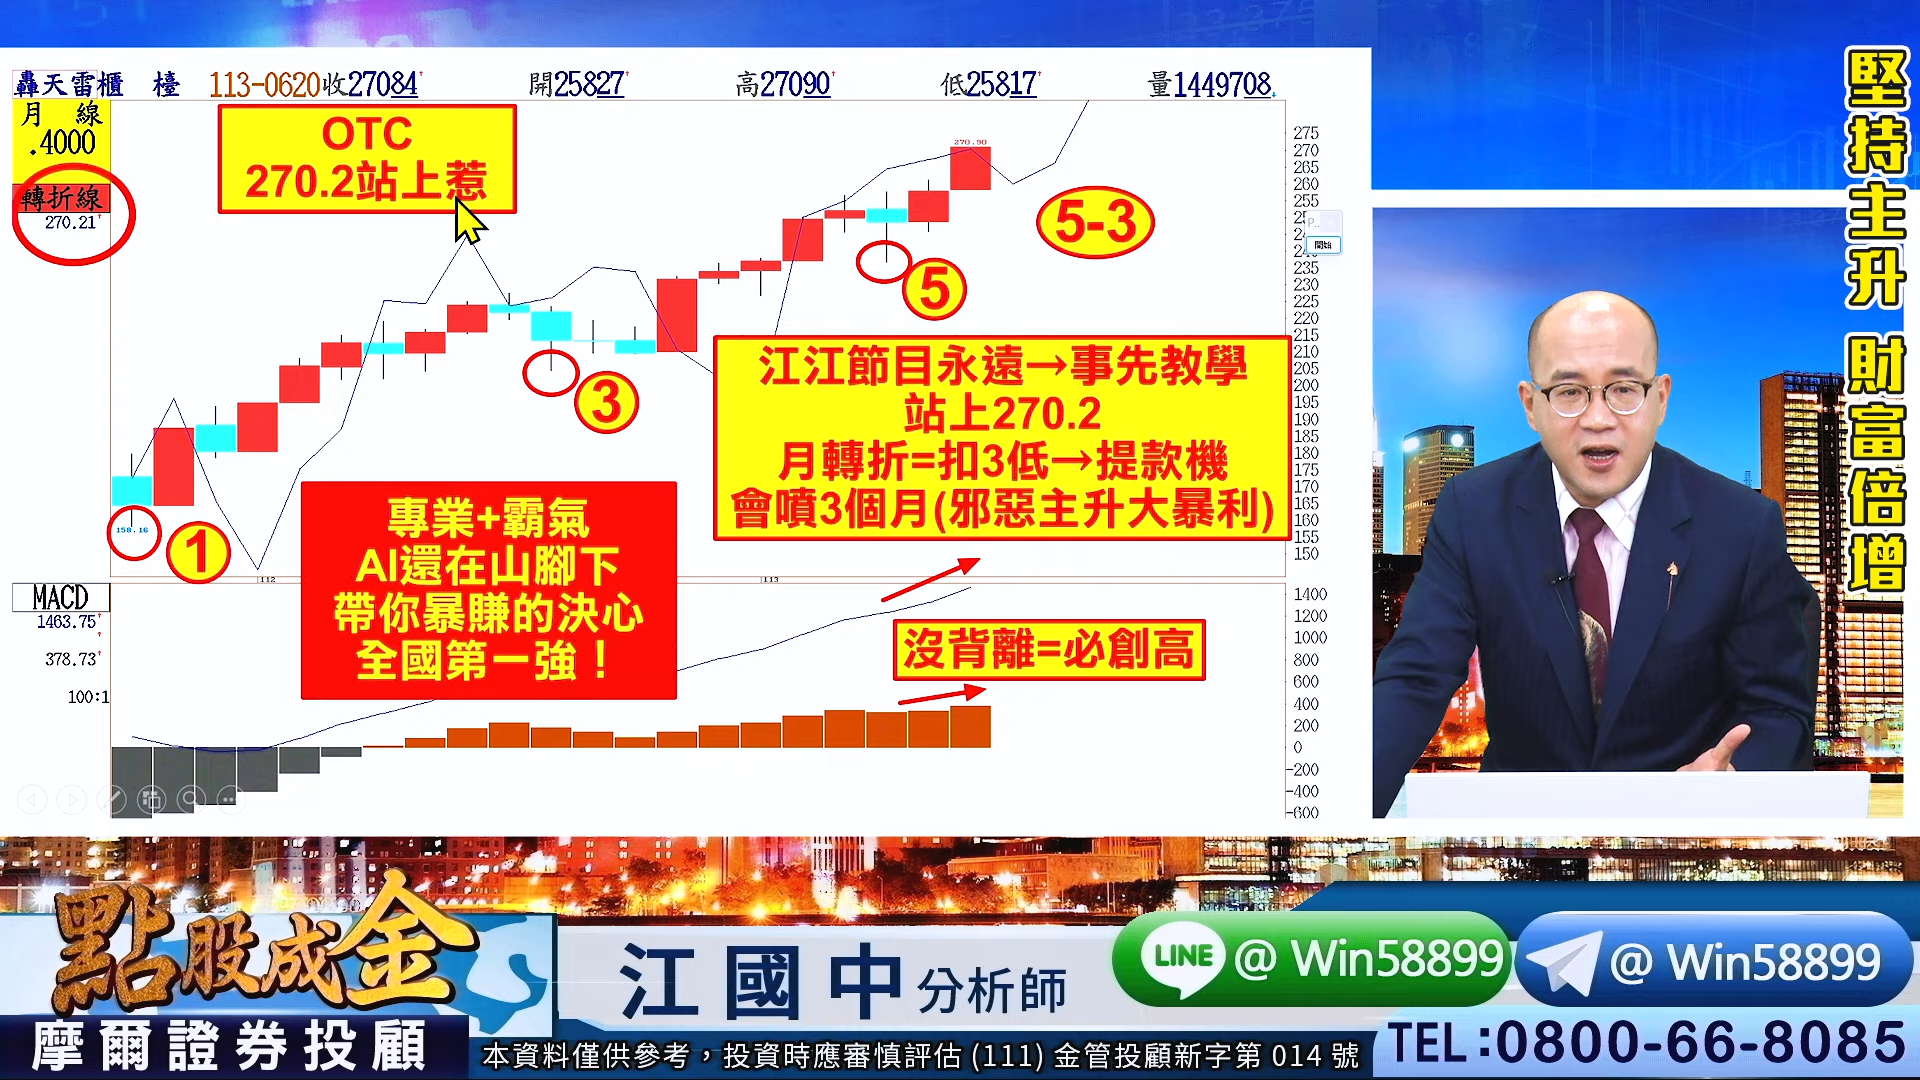 轟天雷櫃 檯 113-0620收27084 開25827 高27090 低25817 量1449708
月 線
.4000
轉折線
270.21
OTC
270.2站上惹
270.90
5-3
5
3
1
158.16
江江節目永遠→事先教學
站上270.2
月轉折=扣3低→提款機
會噴3個月(邪惡主升大暴利)
專業+霸氣
AI還在山腳下
帶你暴賺的決心
全國第一強！
沒背離=必創高
275
270
265
260
255
235
230
225
220
215
210
205
200
195
190
185
180
175
170
165
160
155
150
開始
112
113
MACD
1463.75
378.73
100:1
1400
1200
1000
800
600
400
200
0
-200
-400
-600
堅持主升 財富倍增
點股成金
摩爾證券投顧
江國中分析師
LINE @ Win58899
@ Win58899
TEL:0800-66-8085
本資料僅供參考，投資時應審慎評估 (111) 金管投顧新字第 014 號